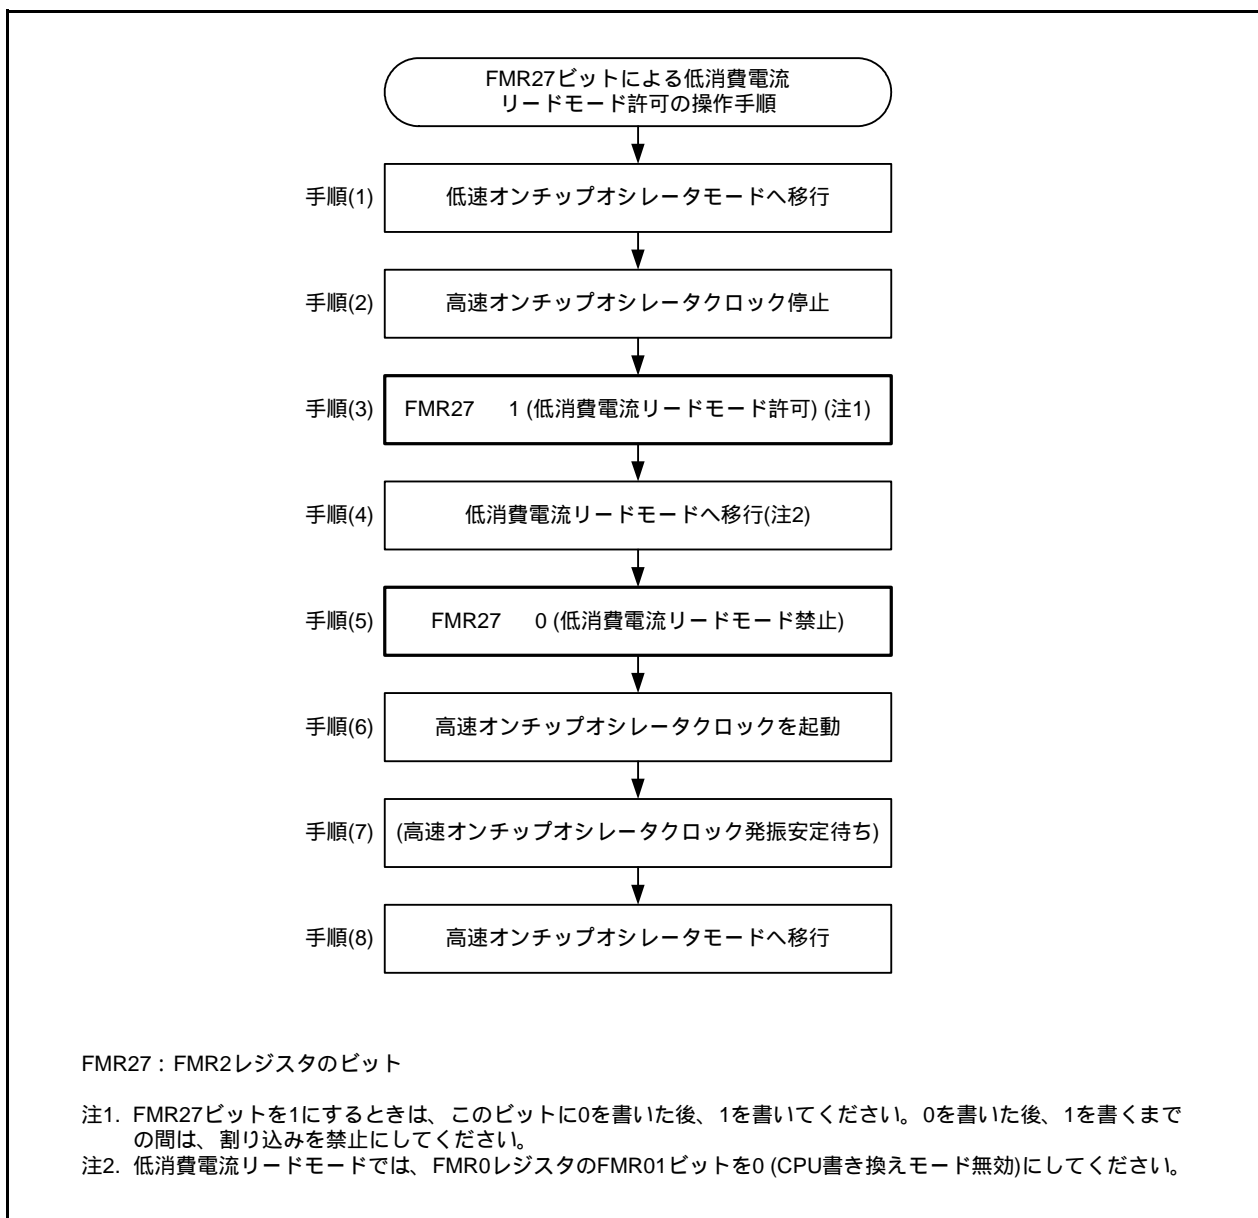 FMR27ビットによる低消費電流
リードモード許可の操作手順
手順(1) 低速オンチップオシレータモードへ移行
手順(2) 高速オンチップオシレータクロック停止
手順(3) FMR27 1 (低消費電流リードモード許可) (注1)
手順(4) 低消費電流リードモードへ移行(注2)
手順(5) FMR27 0 (低消費電流リードモード禁止)
手順(6) 高速オンチップオシレータクロックを起動
手順(7) (高速オンチップオシレータクロック発振安定待ち)
手順(8) 高速オンチップオシレータモードへ移行
FMR27：FMR2レジスタのビット
注1. FMR27ビットを1にするときは、このビットに0を書いた後、1を書いてください。0を書いた後、1を書くまで
の間は、割り込みを禁止にしてください。
注2. 低消費電流リードモードでは、FMR0レジスタのFMR01ビットを0 (CPU書き換えモード無効)にしてください。